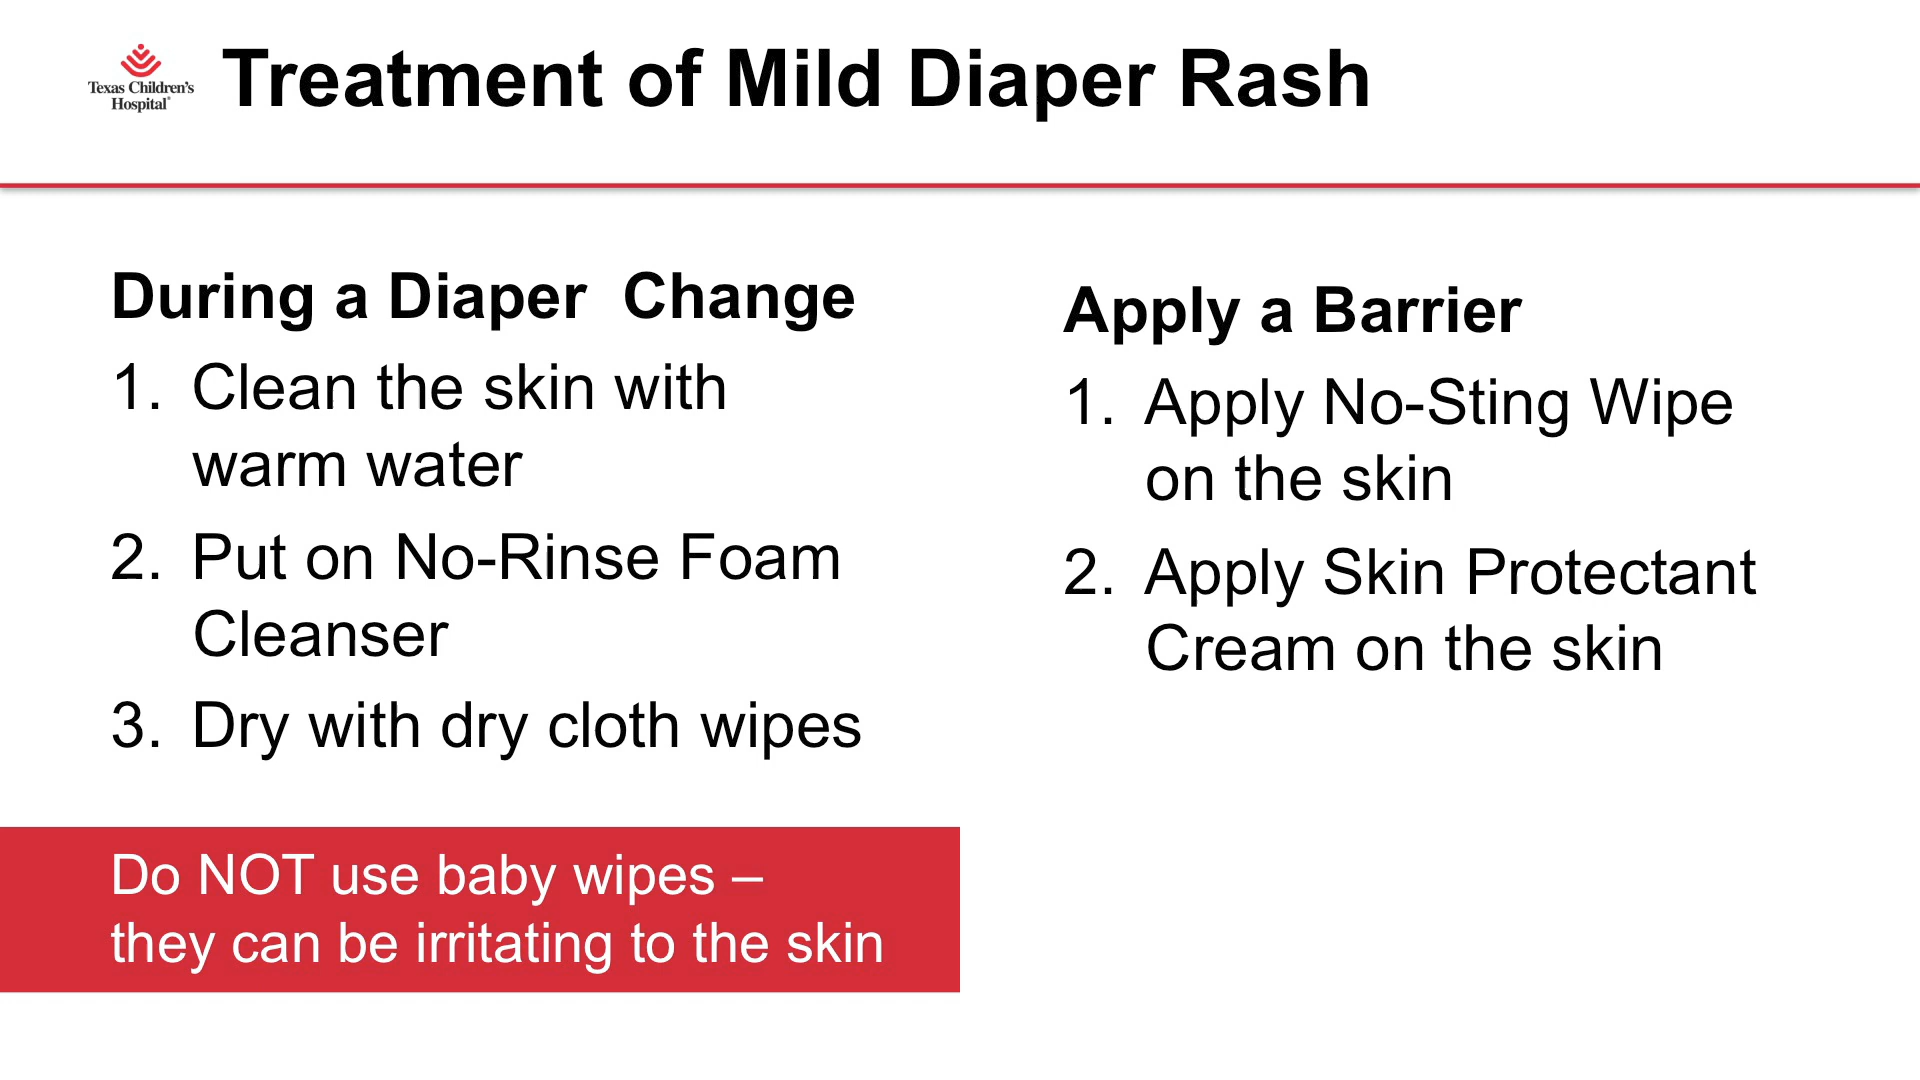 Texas Children's
Hospital®
Treatment of Mild Diaper Rash
During a Diaper  Change
1. Clean the skin with
warm water
2. Put on No-Rinse Foam
Cleanser
3. Dry with dry cloth wipes
Do NOT use baby wipes –
they can be irritating to the skin
Apply a Barrier
1. Apply No-Sting Wipe
on the skin
2. Apply Skin Protectant
Cream on the skin